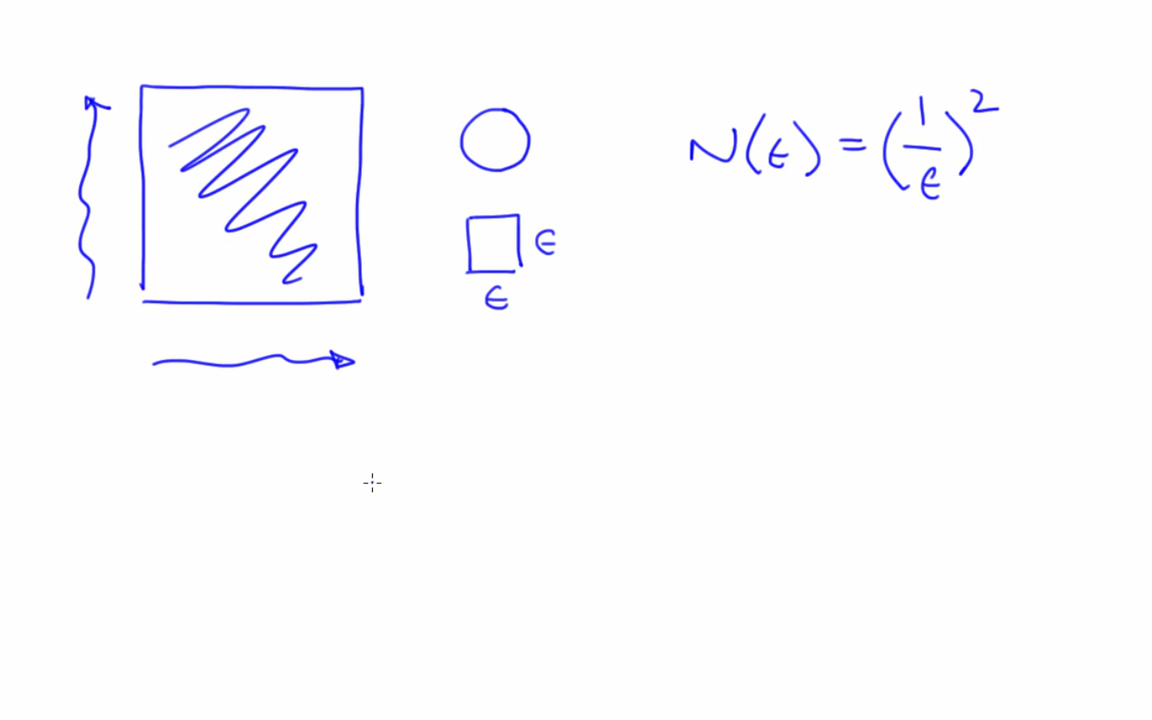 N(ϵ) = (1/ϵ)²
ϵ
ϵ